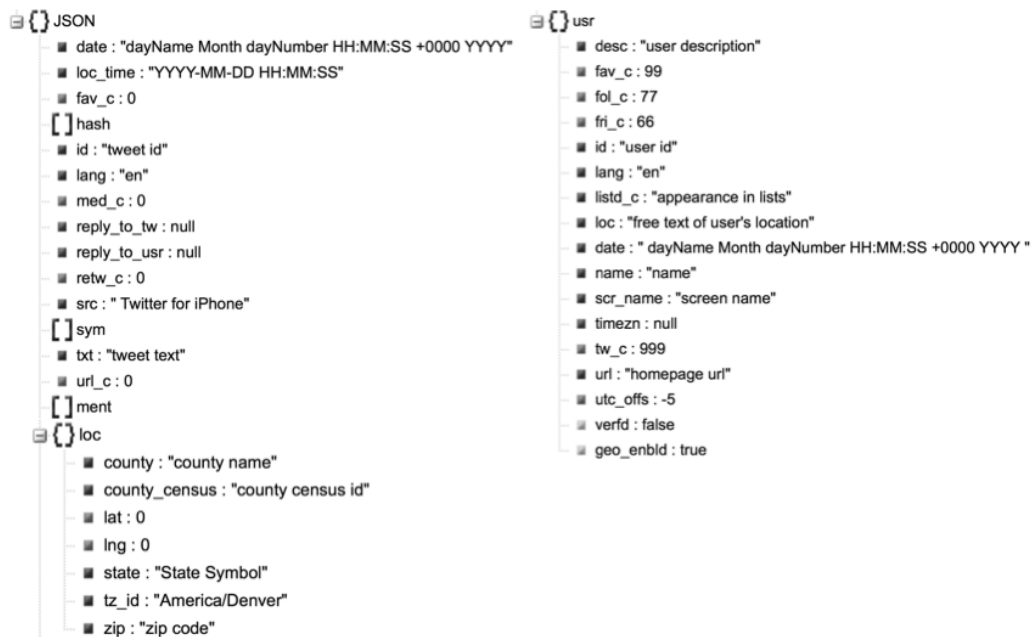 JSON
date : "dayName Month dayNumber HH:MM:SS +0000 YYYY"
loc_time : "YYYY-MM-DD HH:MM:SS"
fav_c : 0
[ ] hash
id : "tweet id"
lang : "en"
med_c : 0
reply_to_tw : null
reply_to_usr : null
retw_c : 0
src : " Twitter for iPhone"
[ ] sym
txt : "tweet text"
url_c : 0
[ ] ment
{ } loc
county : "county name"
county_census : "county census id"
lat : 0
lng : 0
state : "State Symbol"
tz_id : "America/Denver"
zip : "zip code"
{ } usr
desc : "user description"
fav_c : 99
fol_c : 77
fri_c : 66
id : "user id"
lang : "en"
listd_c : "appearance in lists"
loc : "free text of user's location"
date : " dayName Month dayNumber HH:MM:SS +0000 YYYY "
name : "name"
scr_name : "screen name"
timezn : null
tw_c : 999
url : "homepage url"
utc_offs : -5
verfd : false
geo_enbld : true